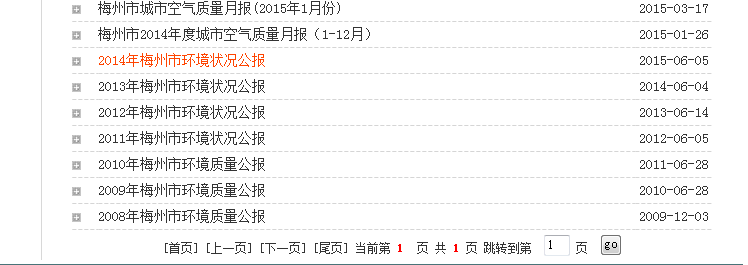 梅州市城市空气质量月报(2015年1月份) 2015-03-17
梅州市2014年度城市空气质量月报（1-12月） 2015-01-26
2014年梅州市环境状况公报 2015-06-05
2013年梅州市环境状况公报 2014-06-04
2012年梅州市环境状况公报 2013-06-14
2011年梅州市环境状况公报 2012-06-05
2010年梅州市环境质量公报 2011-06-28
2009年梅州市环境质量公报 2010-06-28
2008年梅州市环境质量公报 2009-12-03
[首页] [上一页] [下一页] [尾页] 当前第 1 页 共 1 页 跳转到第 1 页 go